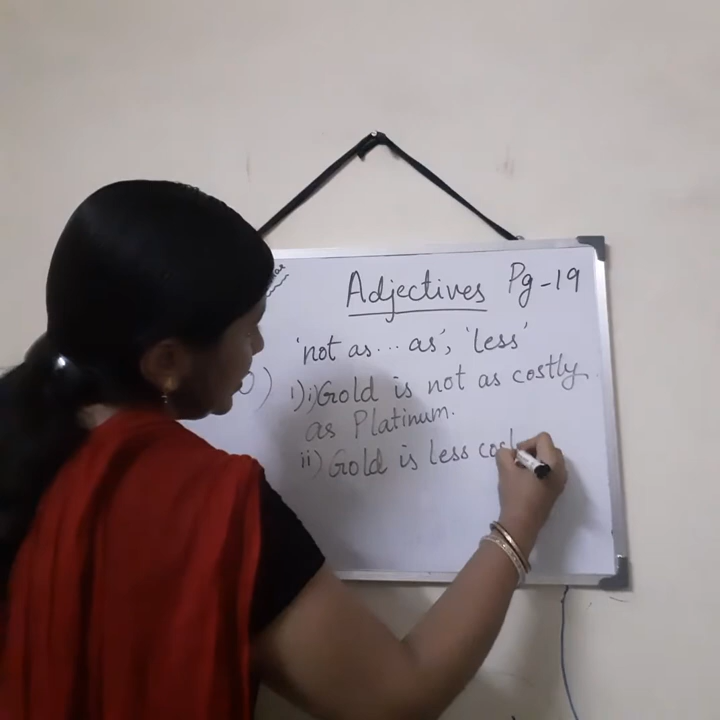 Adjectives Pg-19
'not as... as', 'less'
1) i) Gold is not as costly
as Platinum.
ii) Gold is less